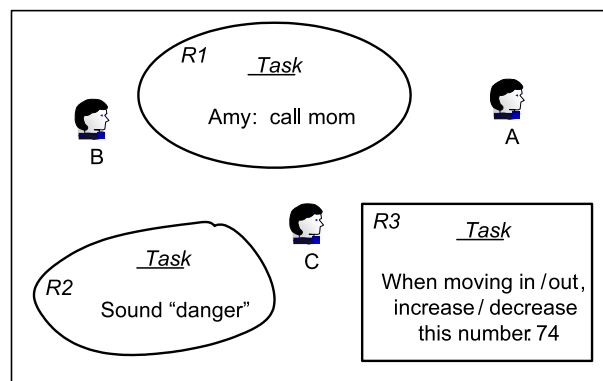 R1
Task
Amy: call mom
A
B
C
R2
Task
Sound “danger”
R3
Task
When moving in/out,
increase/decrease
this number: 74